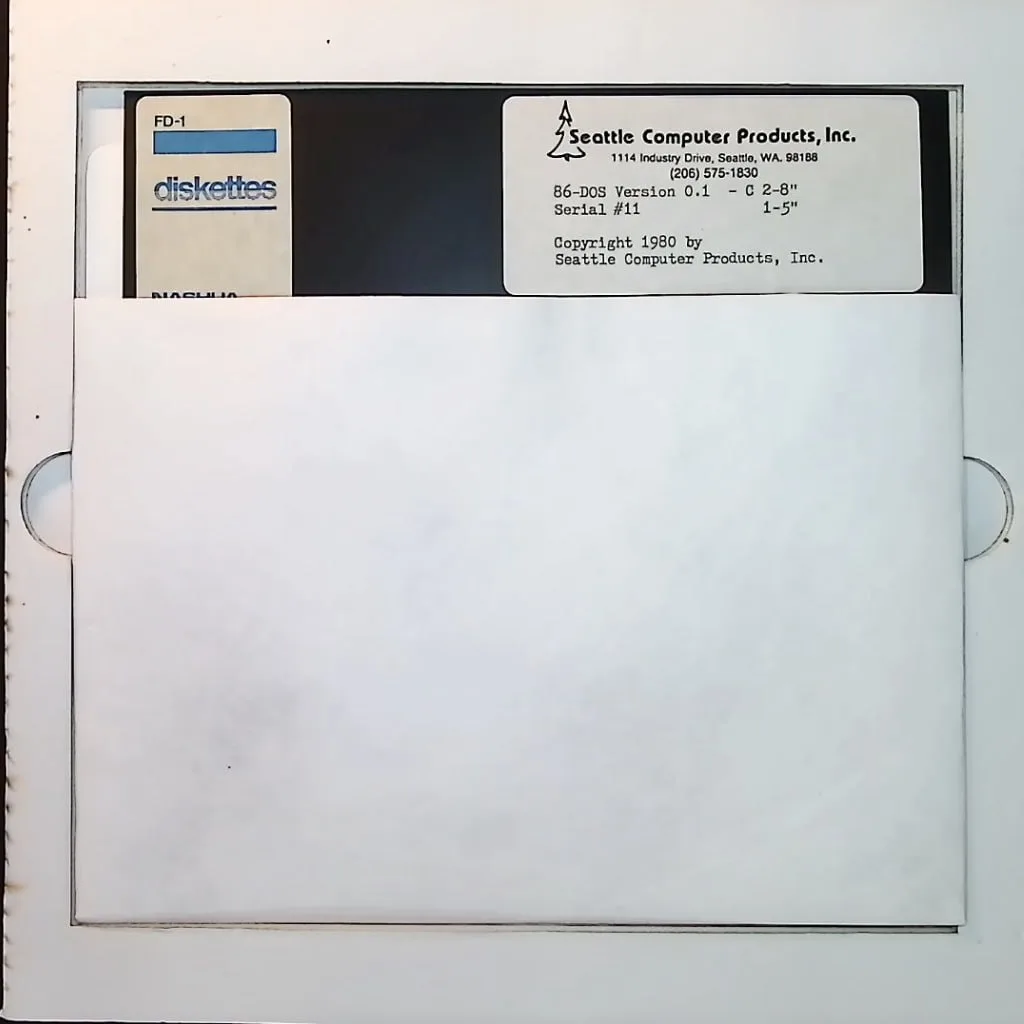 FD-1
diskettes
NASHUA
Seattle Computer Products, Inc.
1114 Industry Drive, Seattle, WA. 98188
(206) 575-1830
86-DOS Version 0.1 - C 2-8"
Serial #11 1-5"
Copyright 1980 by
Seattle Computer Products, Inc.